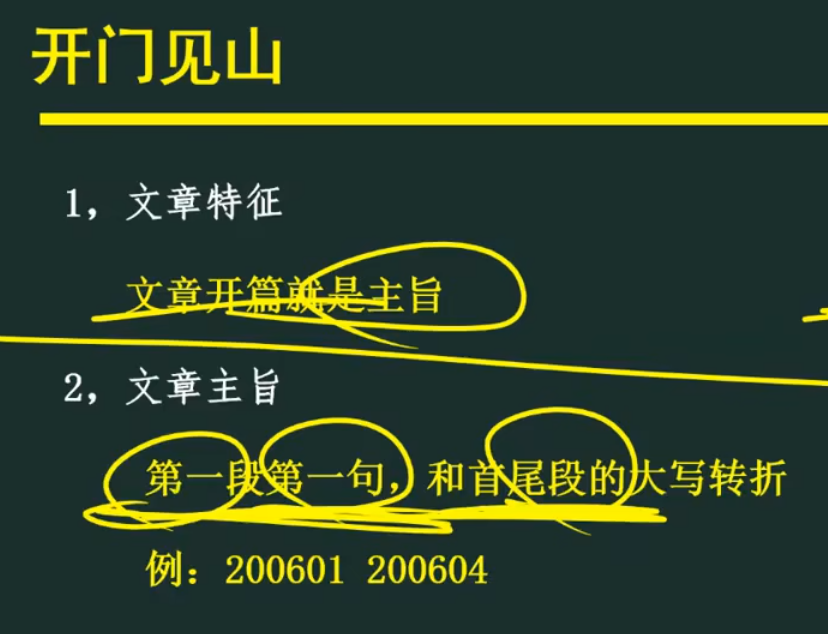 开门见山
1，文章特征
文章开篇就是主旨
2，文章主旨
第一段第一句，和首尾段的大写转折
例：200601 200604